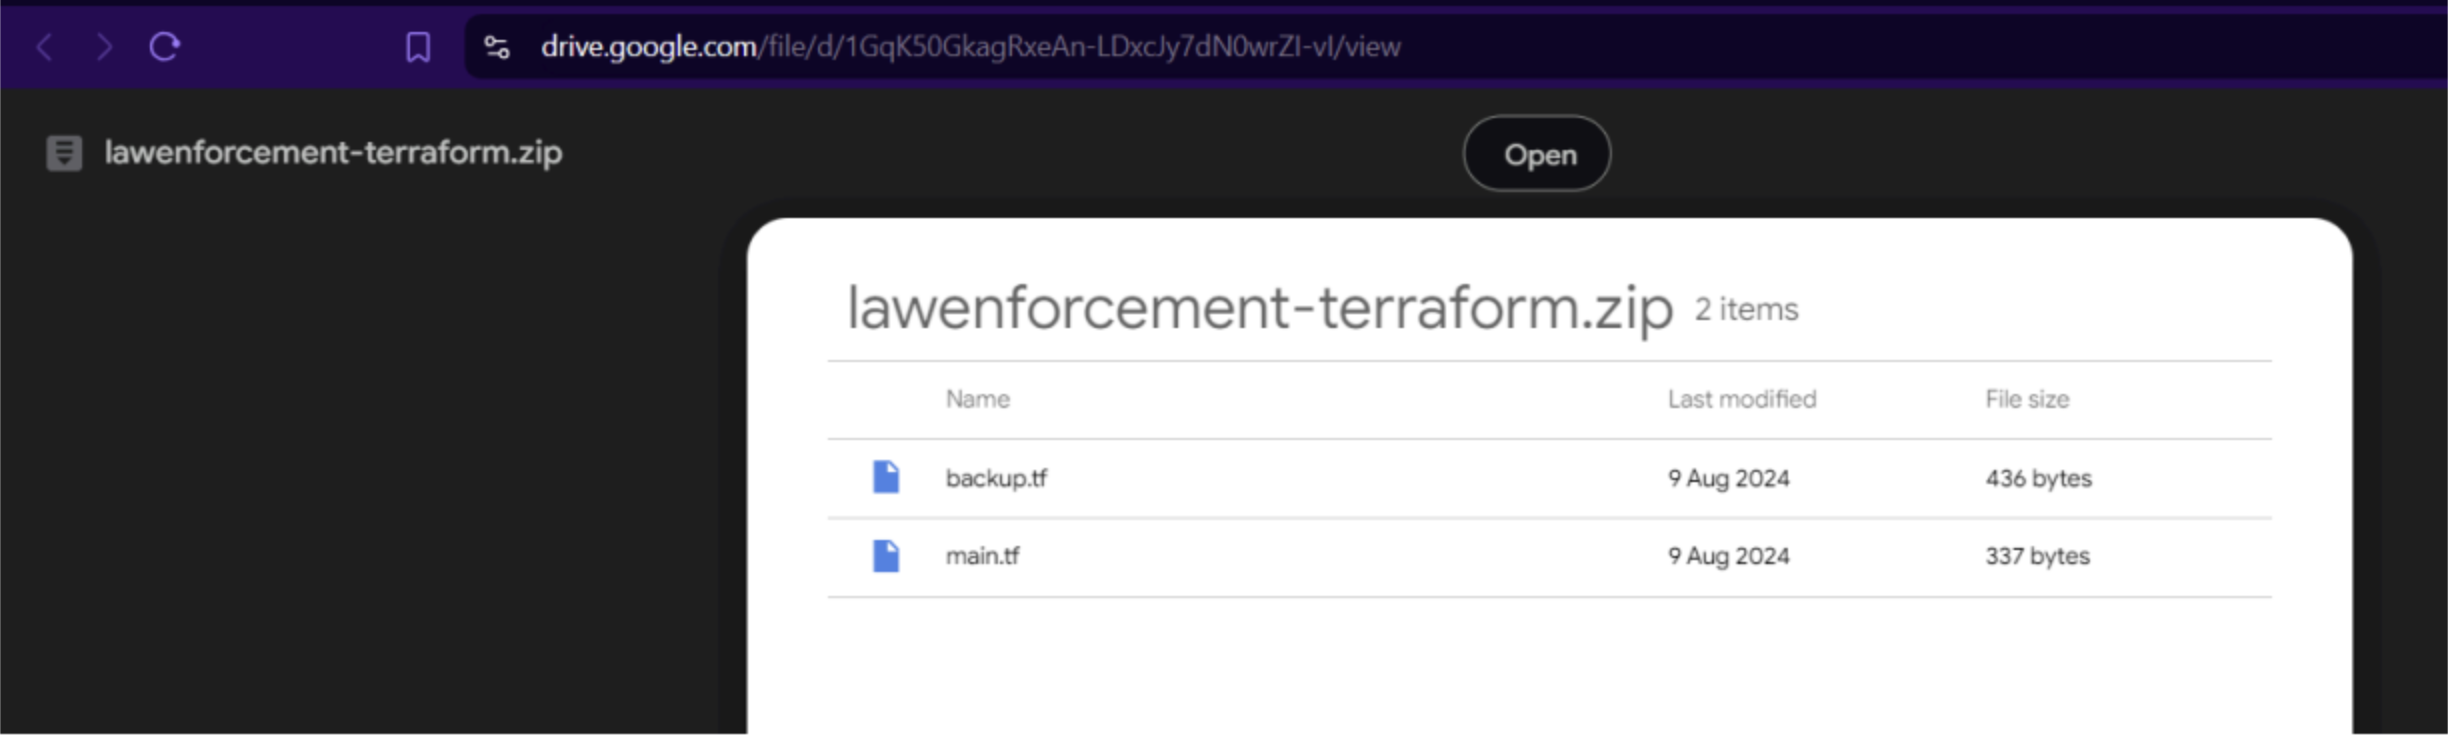 drive.google.com/file/d/1GqK50GkagRxeAn-LDxcJy7dN0wrZI-vl/view
lawenforcement-terraform.zip
Open
lawenforcement-terraform.zip 2 items
Name Last modified File size
backup.tf 9 Aug 2024 436 bytes
main.tf 9 Aug 2024 337 bytes